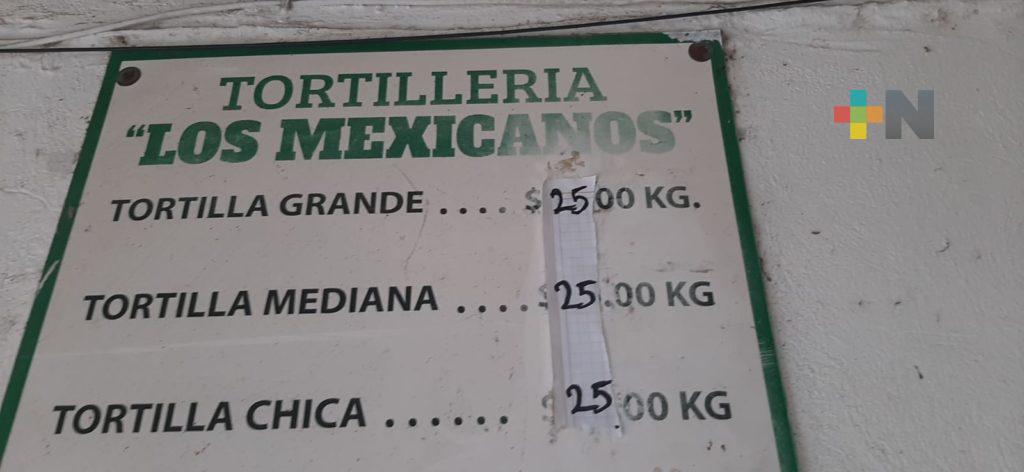 TORTILLERIA
"LOS MEXICANOS"
TORTILLA GRANDE .... $25.00 KG.
TORTILLA MEDIANA .... $25.00 KG
TORTILLA CHICA ...... $25.00 KG
+N